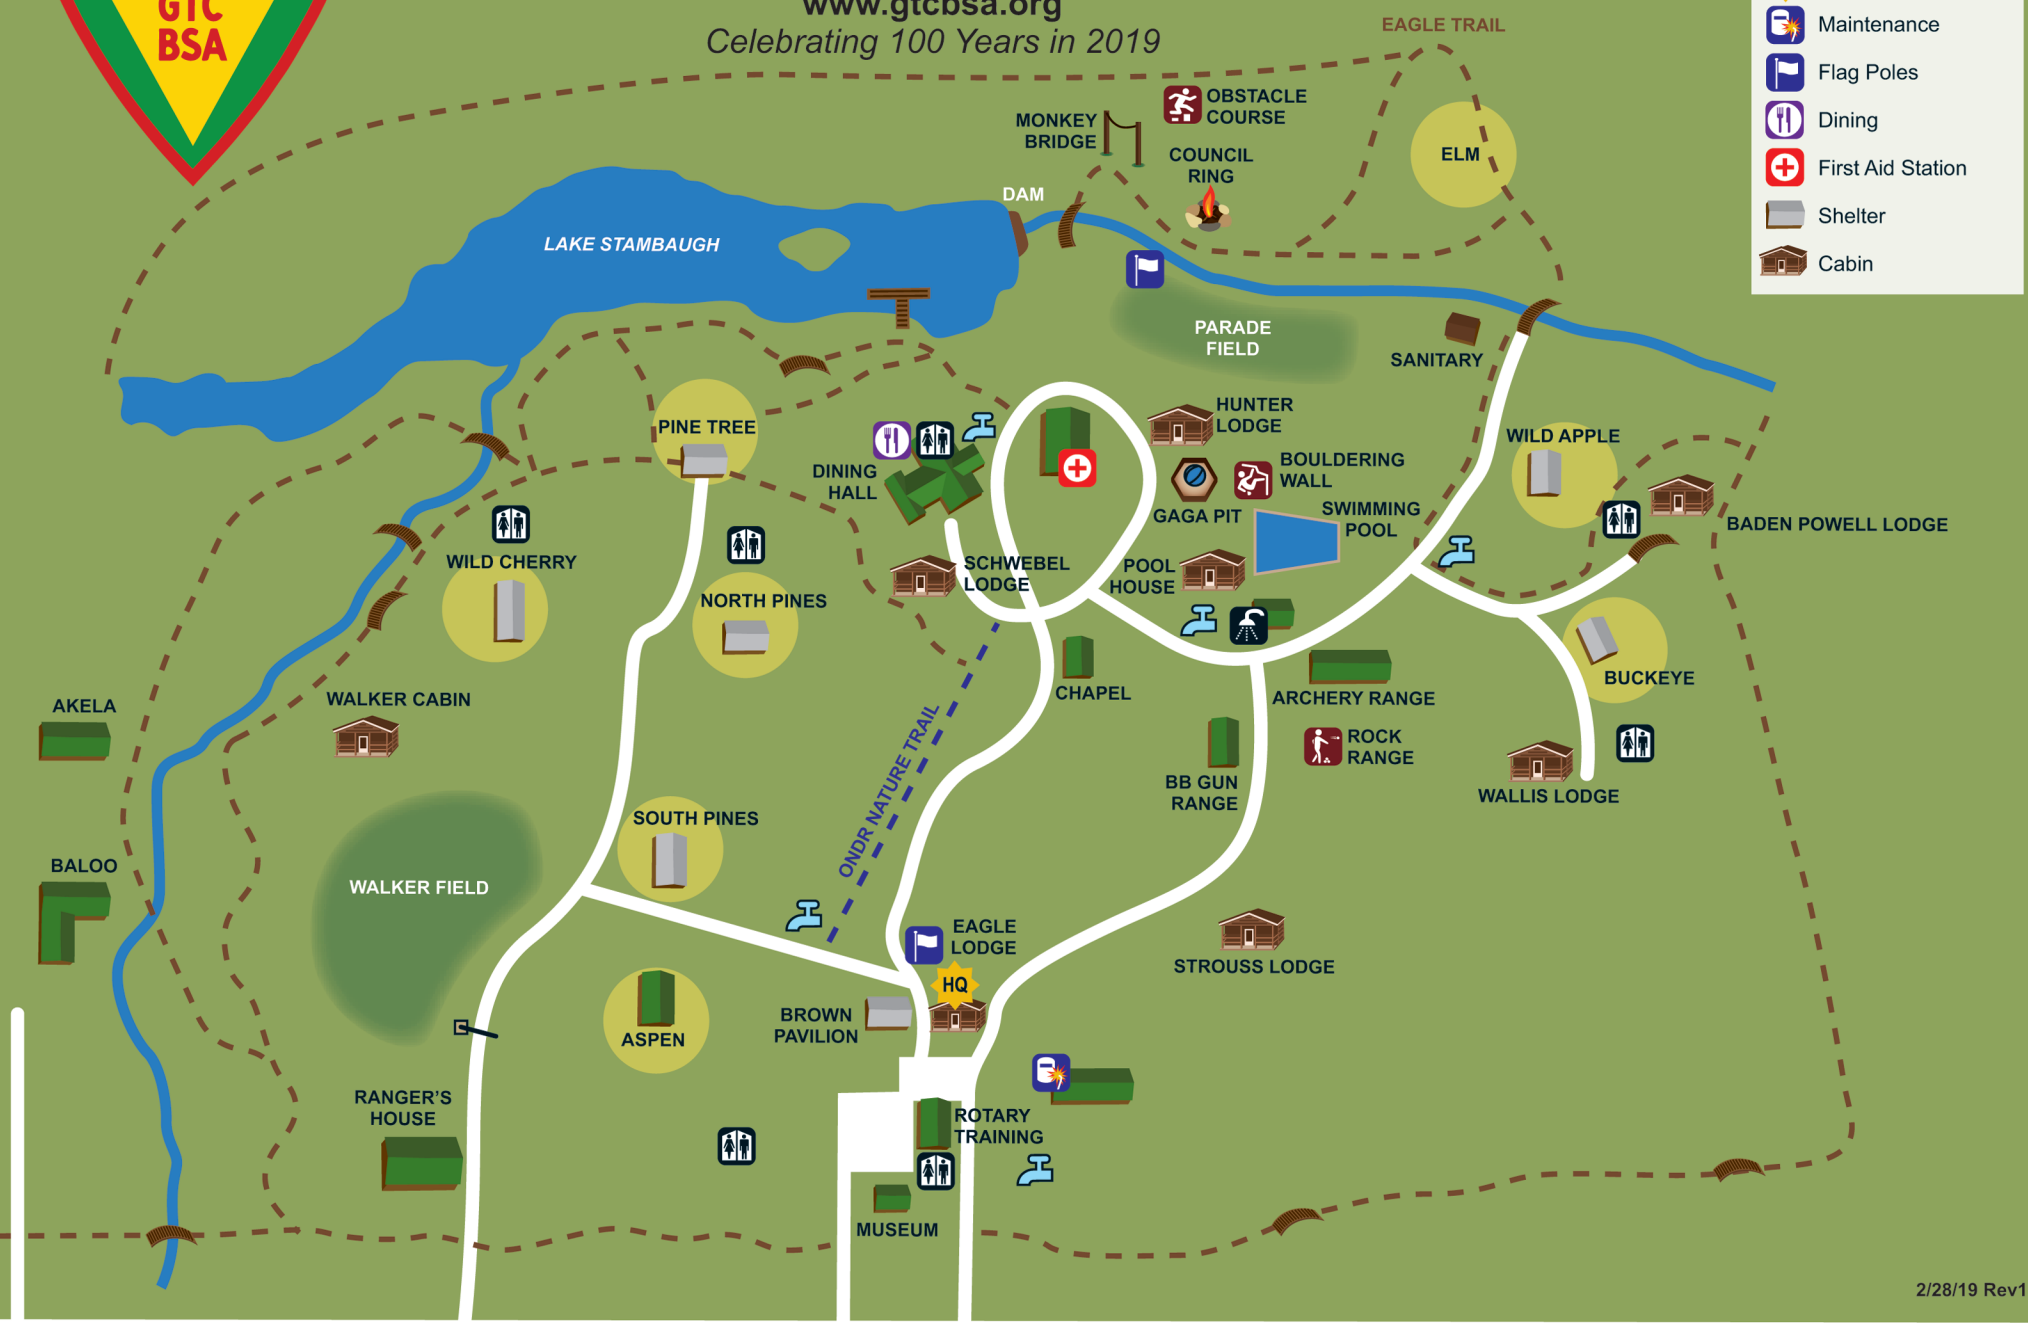 GTC
BSA
www.gtcbsa.org
Celebrating 100 Years in 2019
EAGLE TRAIL
Maintenance
Flag Poles
Dining
First Aid Station
Shelter
Cabin
OBSTACLE
COURSE
MONKEY
BRIDGE
COUNCIL
RING
ELM
DAM
LAKE STAMBAUGH
PARADE
FIELD
SANITARY
PINE TREE
HUNTER
LODGE
WILD APPLE
DINING
HALL
BOULDERING
WALL
GAGA PIT
SWIMMING
POOL
BADEN POWELL LODGE
WILD CHERRY
SCHWEBEL
LODGE
POOL
HOUSE
NORTH PINES
BUCKEYE
CHAPEL
ARCHERY RANGE
WALKER CABIN
AKELA
ONDR NATURE TRAIL
ROCK
RANGE
BB GUN
RANGE
WALLIS LODGE
SOUTH PINES
BALOO
WALKER FIELD
EAGLE
LODGE
HQ
STROUSS LODGE
BROWN
PAVILION
ASPEN
RANGER'S
HOUSE
ROTARY
TRAINING
MUSEUM
2/28/19 Rev1